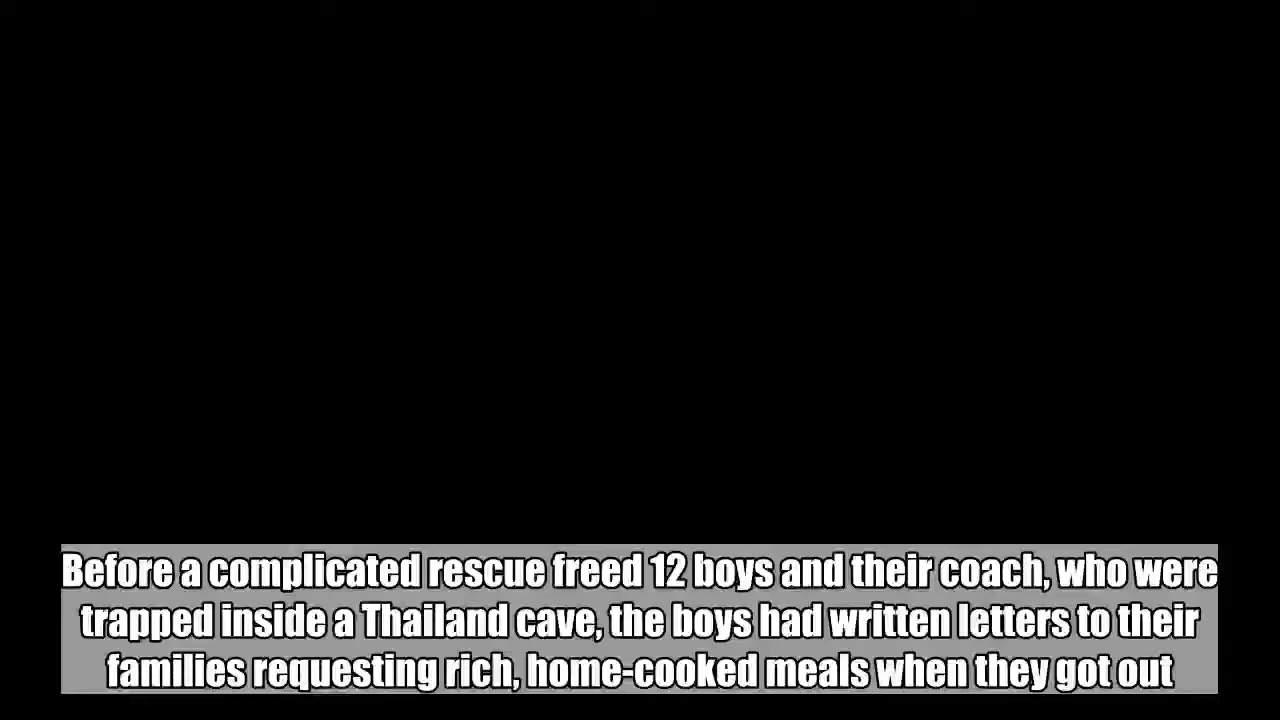 Before a complicated rescue freed 12 boys and their coach, who were
trapped inside a Thailand cave, the boys had written letters to their
families requesting rich, home-cooked meals when they got out